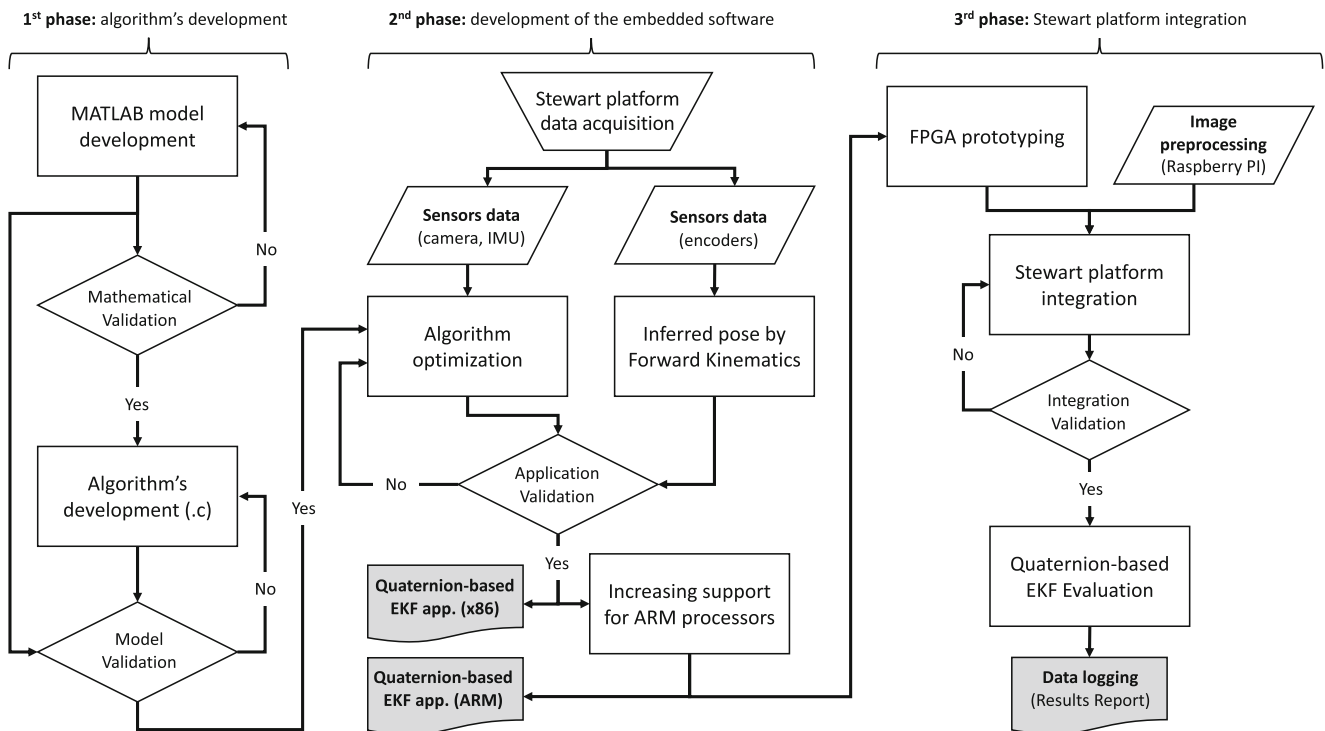 1st phase: algorithm's development
MATLAB model
development
No
Mathematical
Validation
Yes
Algorithm's
development (.c)
No
Model
Validation
Yes
2nd phase: development of the embedded software
Stewart platform
data acquisition
Sensors data
(camera, IMU)
Sensors data
(encoders)
Algorithm
optimization
Inferred pose by
Forward Kinematics
No
Application
Validation
Yes
Quaternion-based
EKF app. (x86)
Increasing support
for ARM processors
Quaternion-based
EKF app. (ARM)
3rd phase: Stewart platform integration
FPGA prototyping
Image
preprocessing
(Raspberry PI)
Stewart platform
integration
No
Integration
Validation
Yes
Quaternion-based
EKF Evaluation
Data logging
(Results Report)